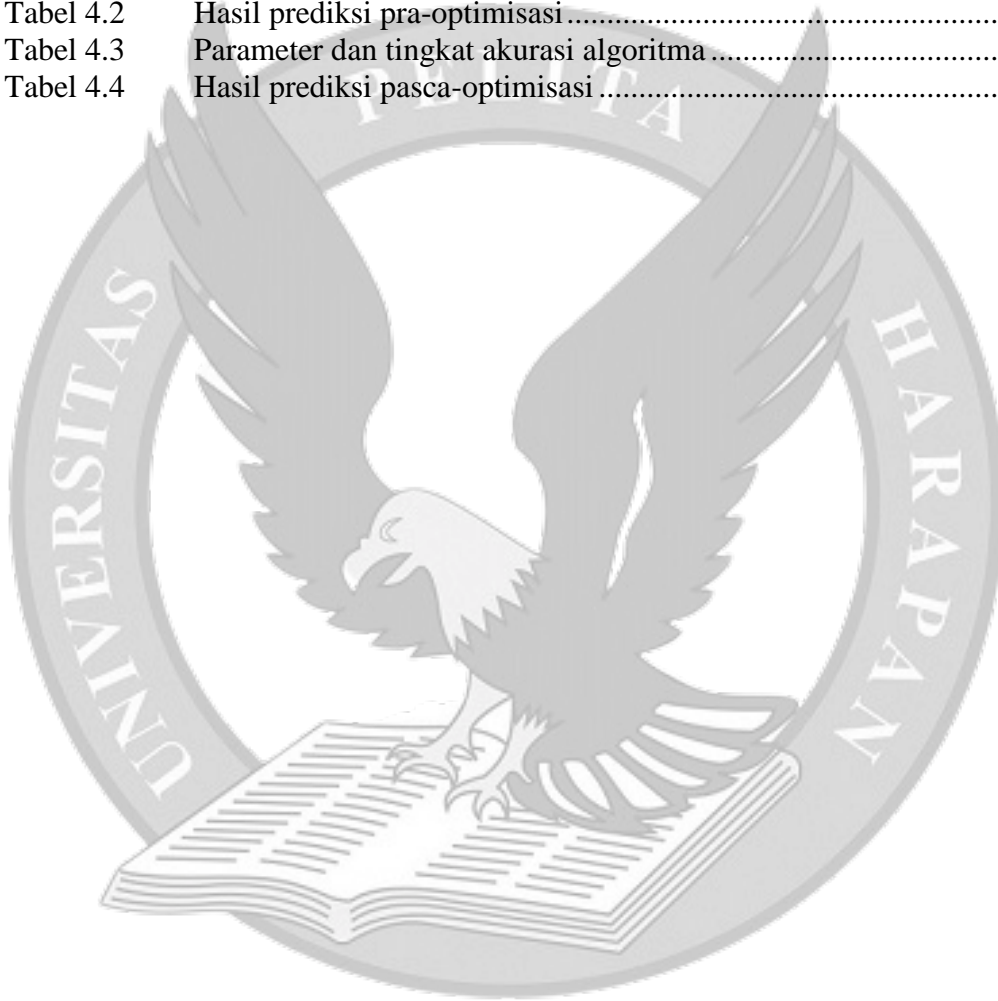 Tabel 4.2 Hasil prediksi pra-optimisasi................................................
Tabel 4.3 Parameter dan tingkat akurasi algoritma................................
Tabel 4.4 Hasil prediksi pasca-optimisasi............................................
UNIVERSITAS PELITA HARAPAN